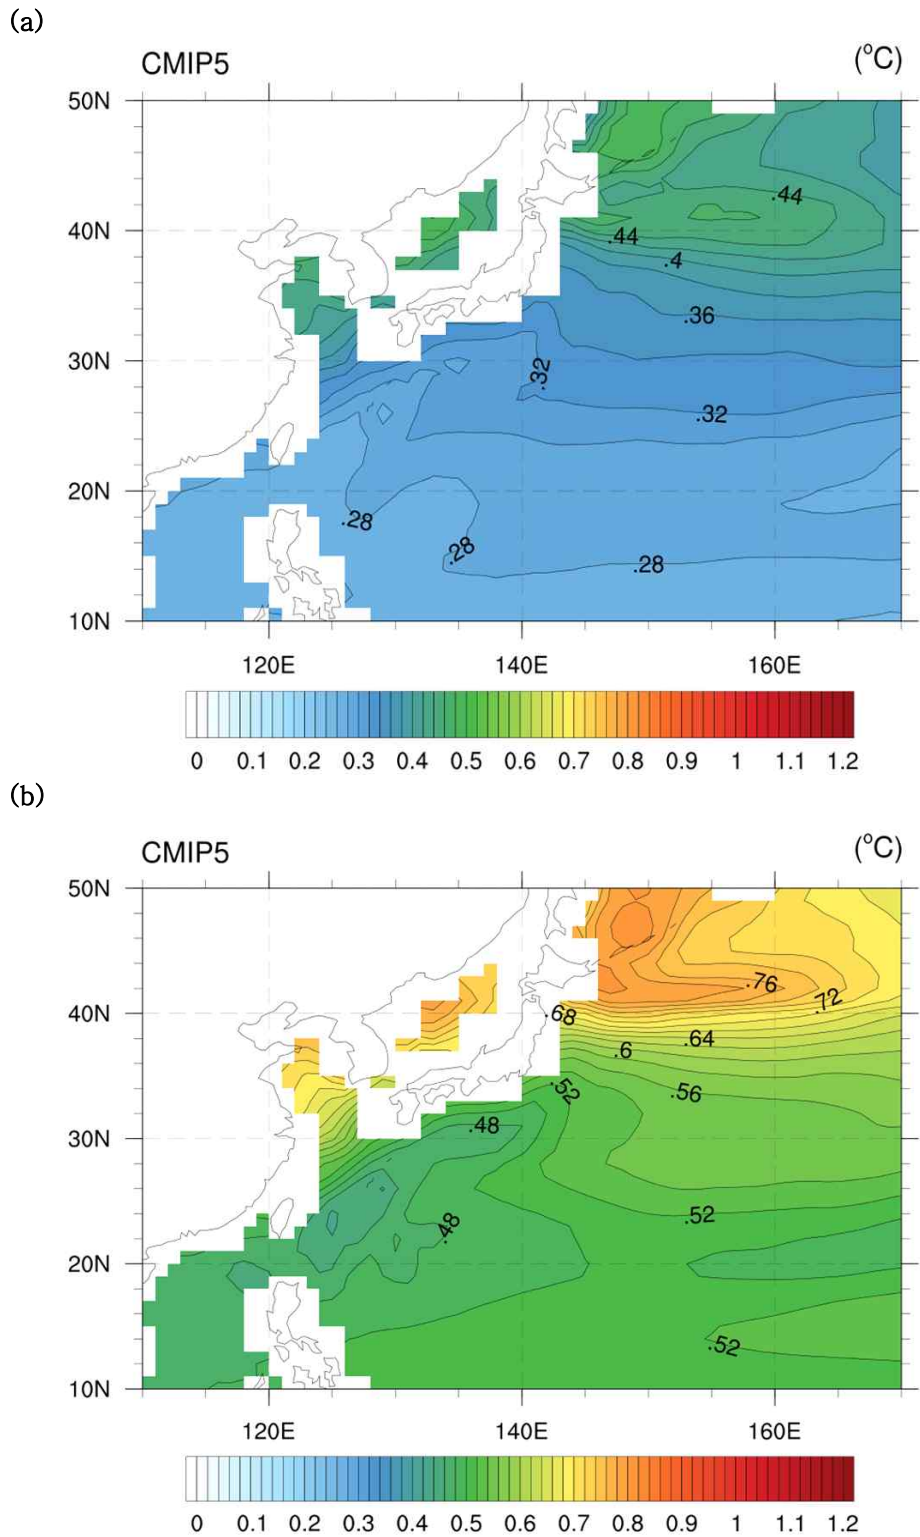 (a)
CMIP5 (°C)
50N
.44
40N
.44
.4
.36
30N
.32
.32
20N
.28
.28
.28
10N
120E 140E 160E
0 0.1 0.2 0.3 0.4 0.5 0.6 0.7 0.8 0.9 1 1.1 1.2
(b)
CMIP5 (°C)
50N
.76
.72
40N
.68
.64
.6
.52
.56
30N
.48
.48
.52
20N
.52
10N
120E 140E 160E
0 0.1 0.2 0.3 0.4 0.5 0.6 0.7 0.8 0.9 1 1.1 1.2